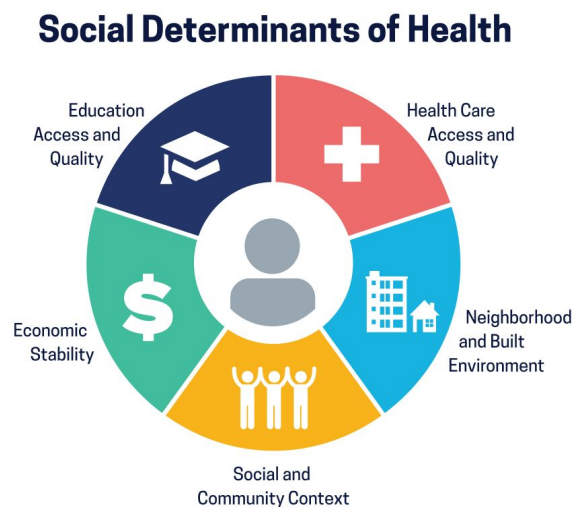 Social Determinants of Health
Education
Access and
Quality
Health Care
Access and
Quality
Economic
Stability
Neighborhood
and Built
Environment
Social and
Community Context